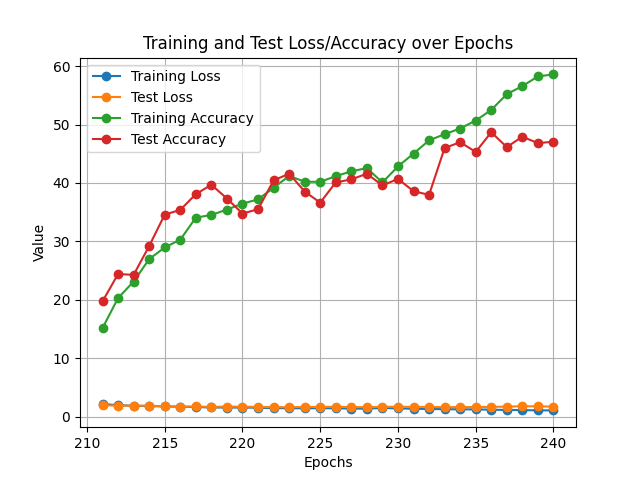 Training and Test Loss/Accuracy over Epochs
Training Loss
Test Loss
Training Accuracy
Test Accuracy
60
50
40
30
20
10
0
Value
210
215
220
225
230
235
240
Epochs